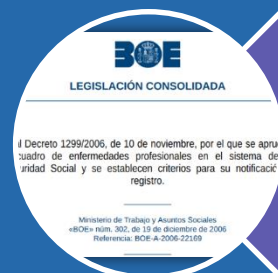 BOE
LEGISLACIÓN CONSOLIDADA
Decreto 1299/2006, de 10 de noviembre, por el que se
cuadro de enfermedades profesionales en el sistema de
Social y se establecen criterios para su
registro.
Ministerio de Trabajo y Asuntos Sociales
«BOE» núm. 302, de 19 de diciembre de 2006
Referencia: BOE-A-2006-22169